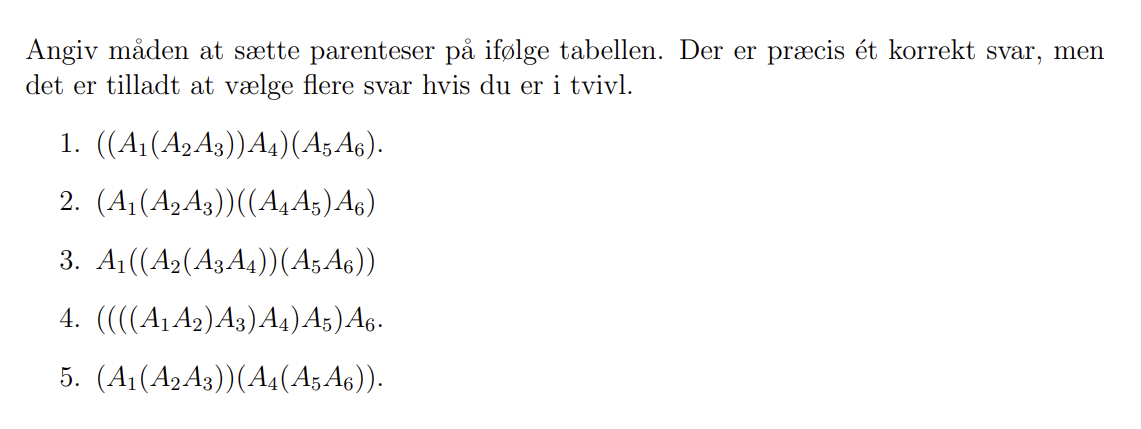 Angiv måden at sætte parenteser på ifølge tabellen. Der er præcis ét korrekt svar, men
det er tilladt at vælge flere svar hvis du er i tvivl.
1. ((A₁(A₂A₃))A₄)(A₅A₆).
2. (A₁(A₂A₃))((A₄A₅)A₆)
3. A₁((A₂(A₃A₄))(A₅A₆))
4. ((((A₁A₂)A₃)A₄)A₅)A₆.
5. (A₁(A₂A₃))(A₄(A₅A₆)).